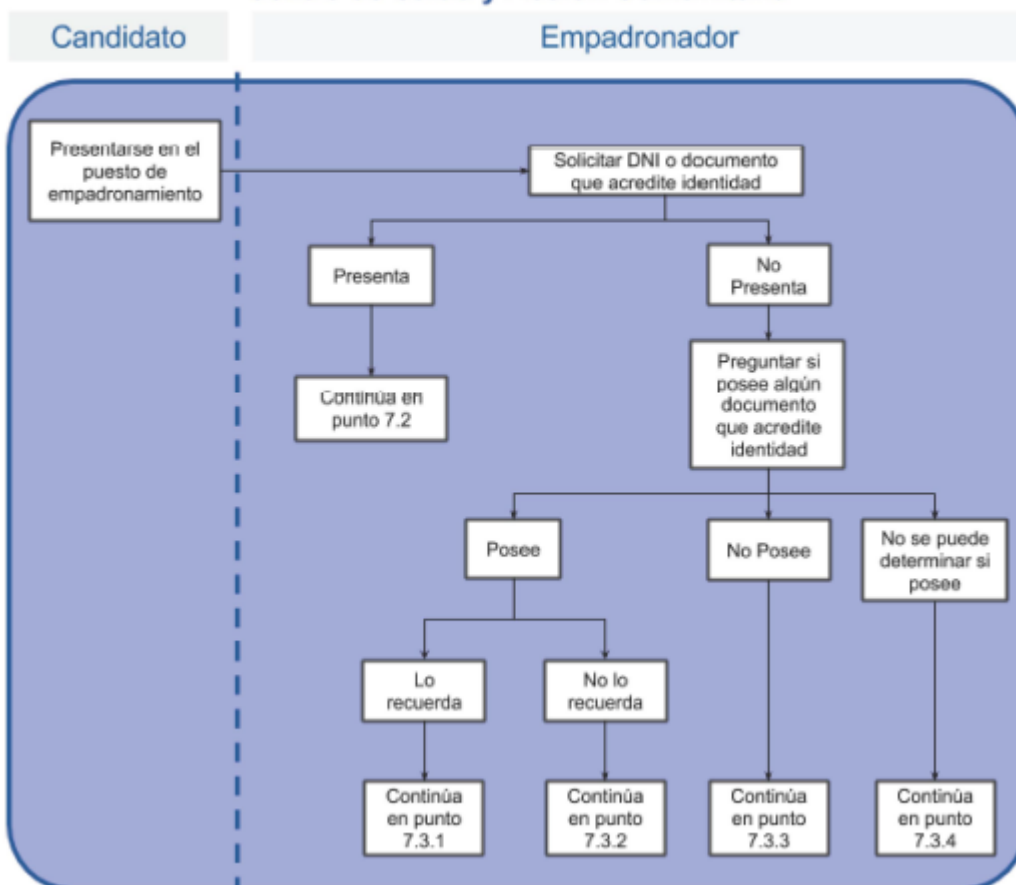 Candidato
Empadronador
Presentarse en el
puesto de
empadronamiento
Solicitar DNI o documento
que acredite identidad
Presenta
No
Presenta
Continúa en
punto 7.2
Preguntar si
posee algún
documento
que acredite
identidad
Posee
No Posee
No se puede
determinar si
posee
Lo
recuerda
No lo
recuerda
Continúa
en punto
7.3.1
Continúa
en punto
7.3.2
Continúa
en punto
7.3.3
Continúa
en punto
7.3.4